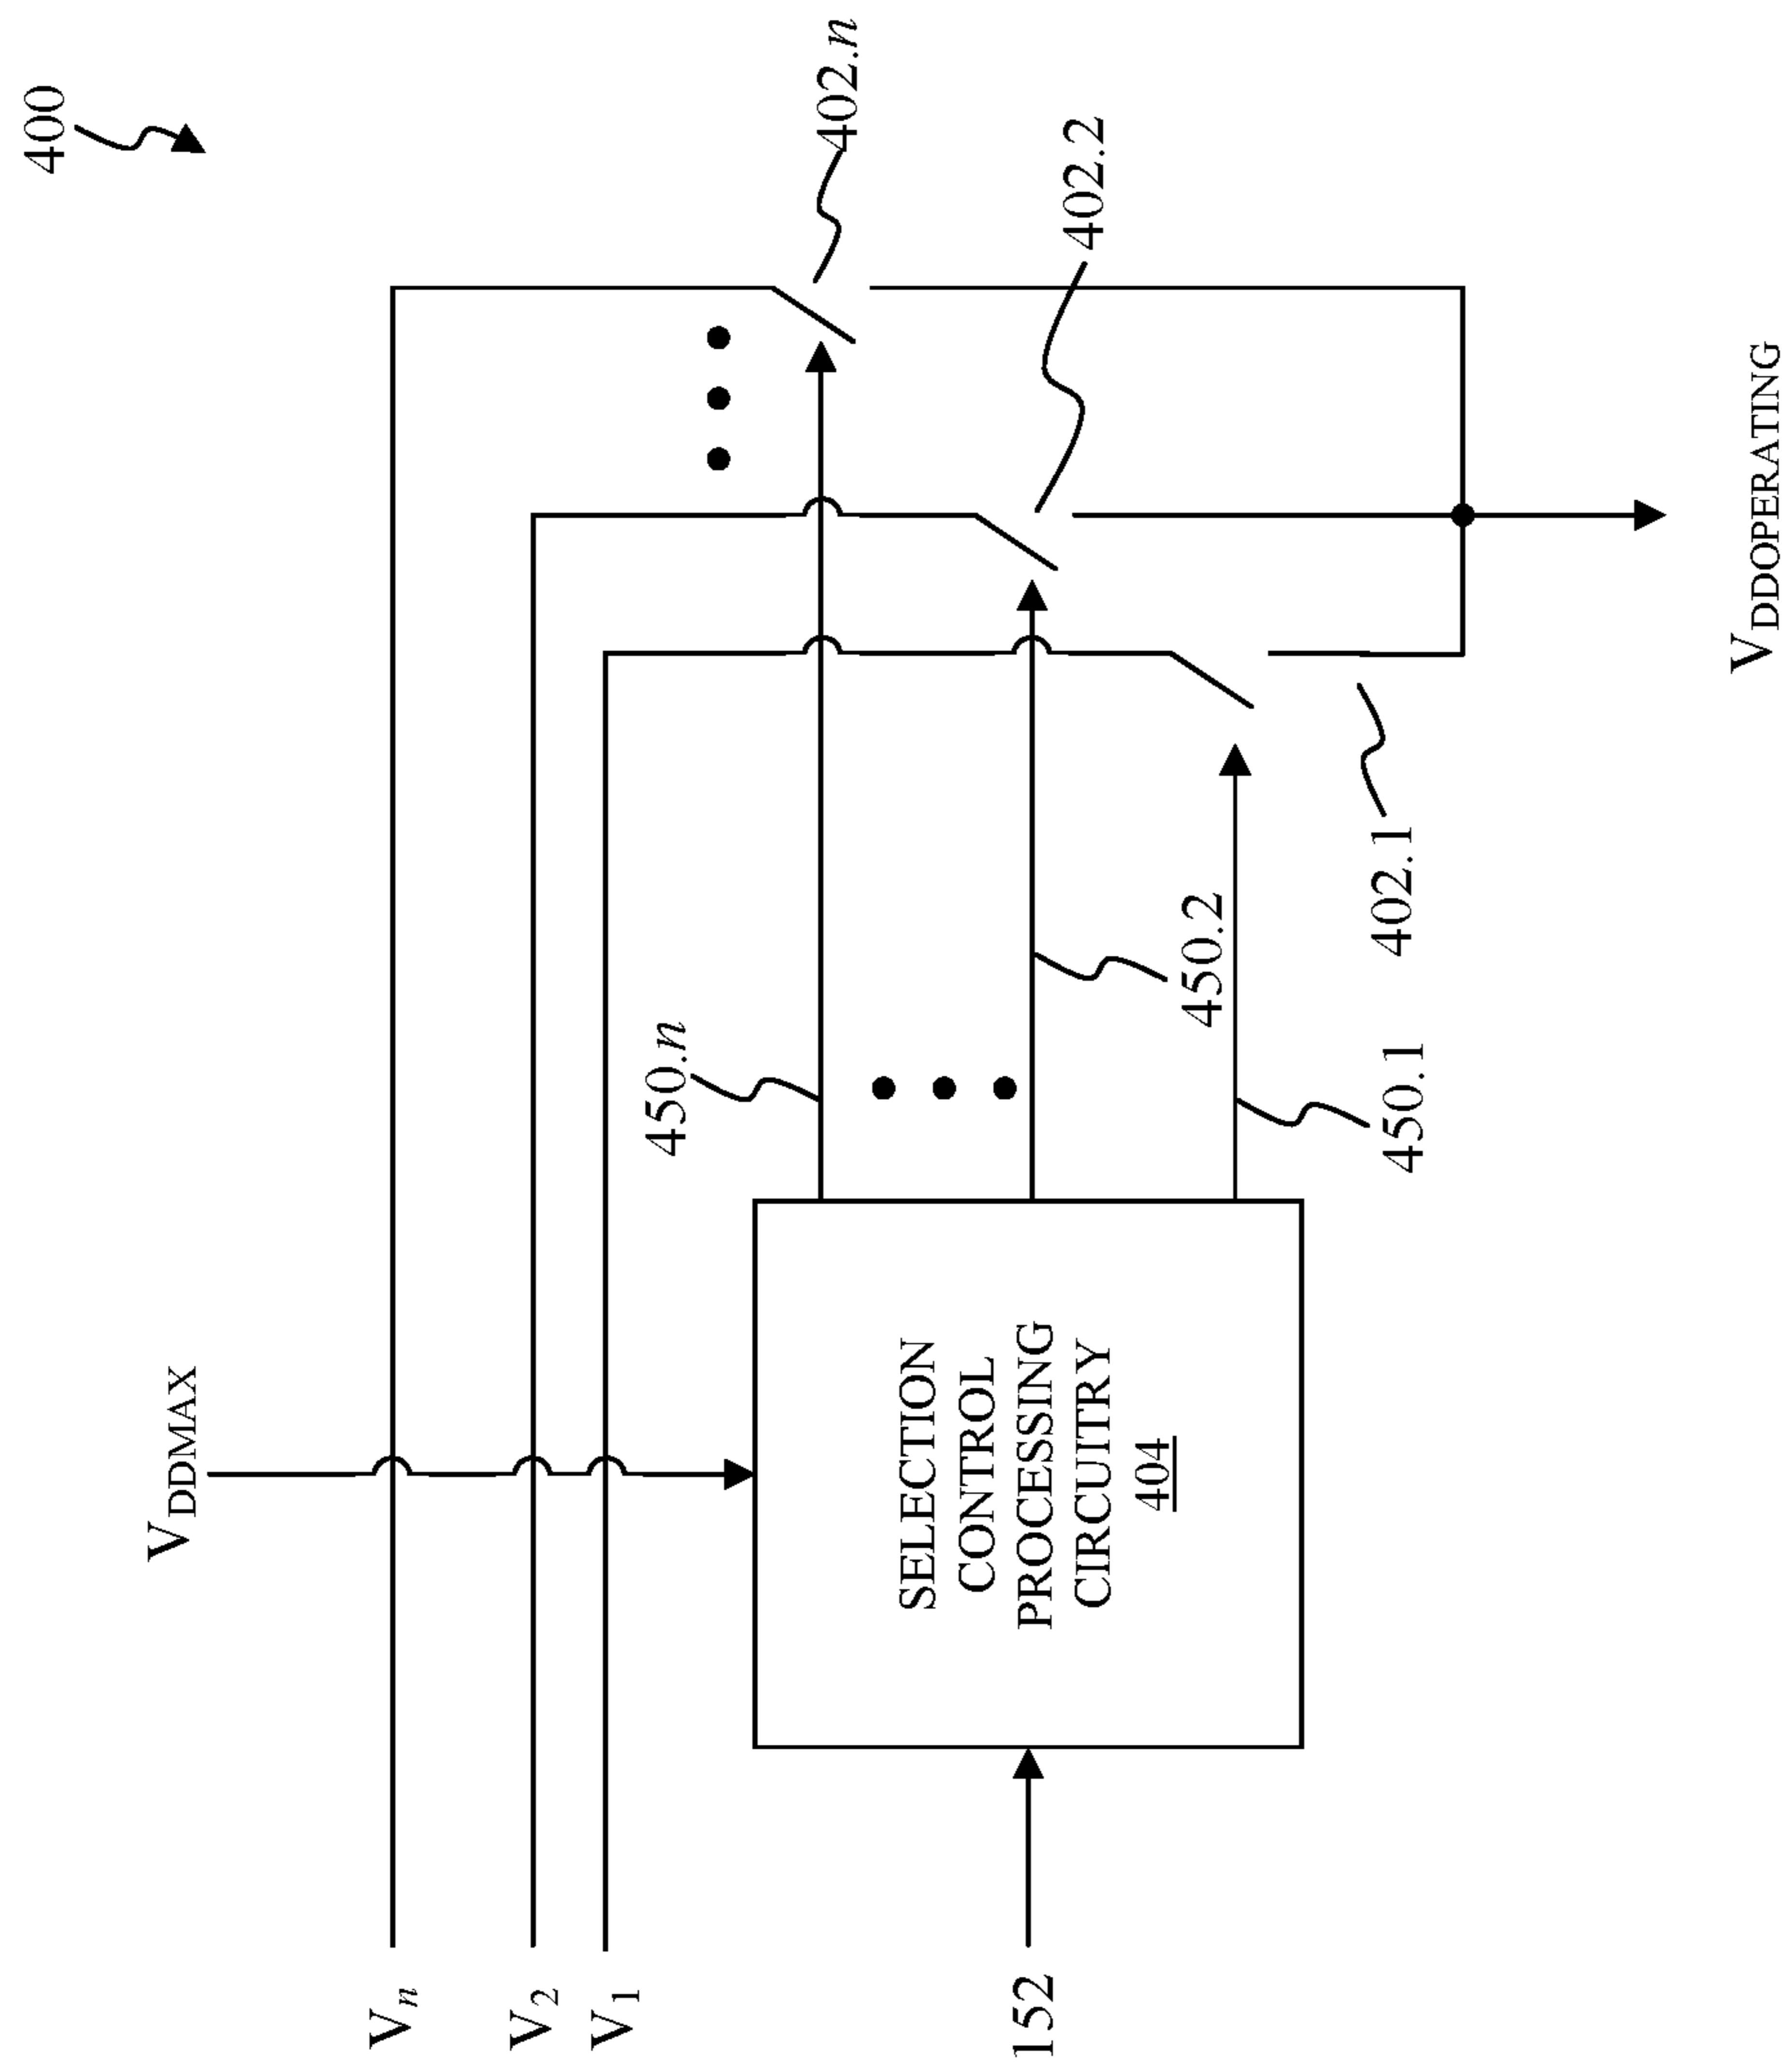 400
V_DDMAX
V_n
V_2
V_1
152
SELECTION
CONTROL
PROCESSING
CIRCUITRY
404
450.n
450.2
450.1
402.n
402.2
402.1
V_DDOPERATING